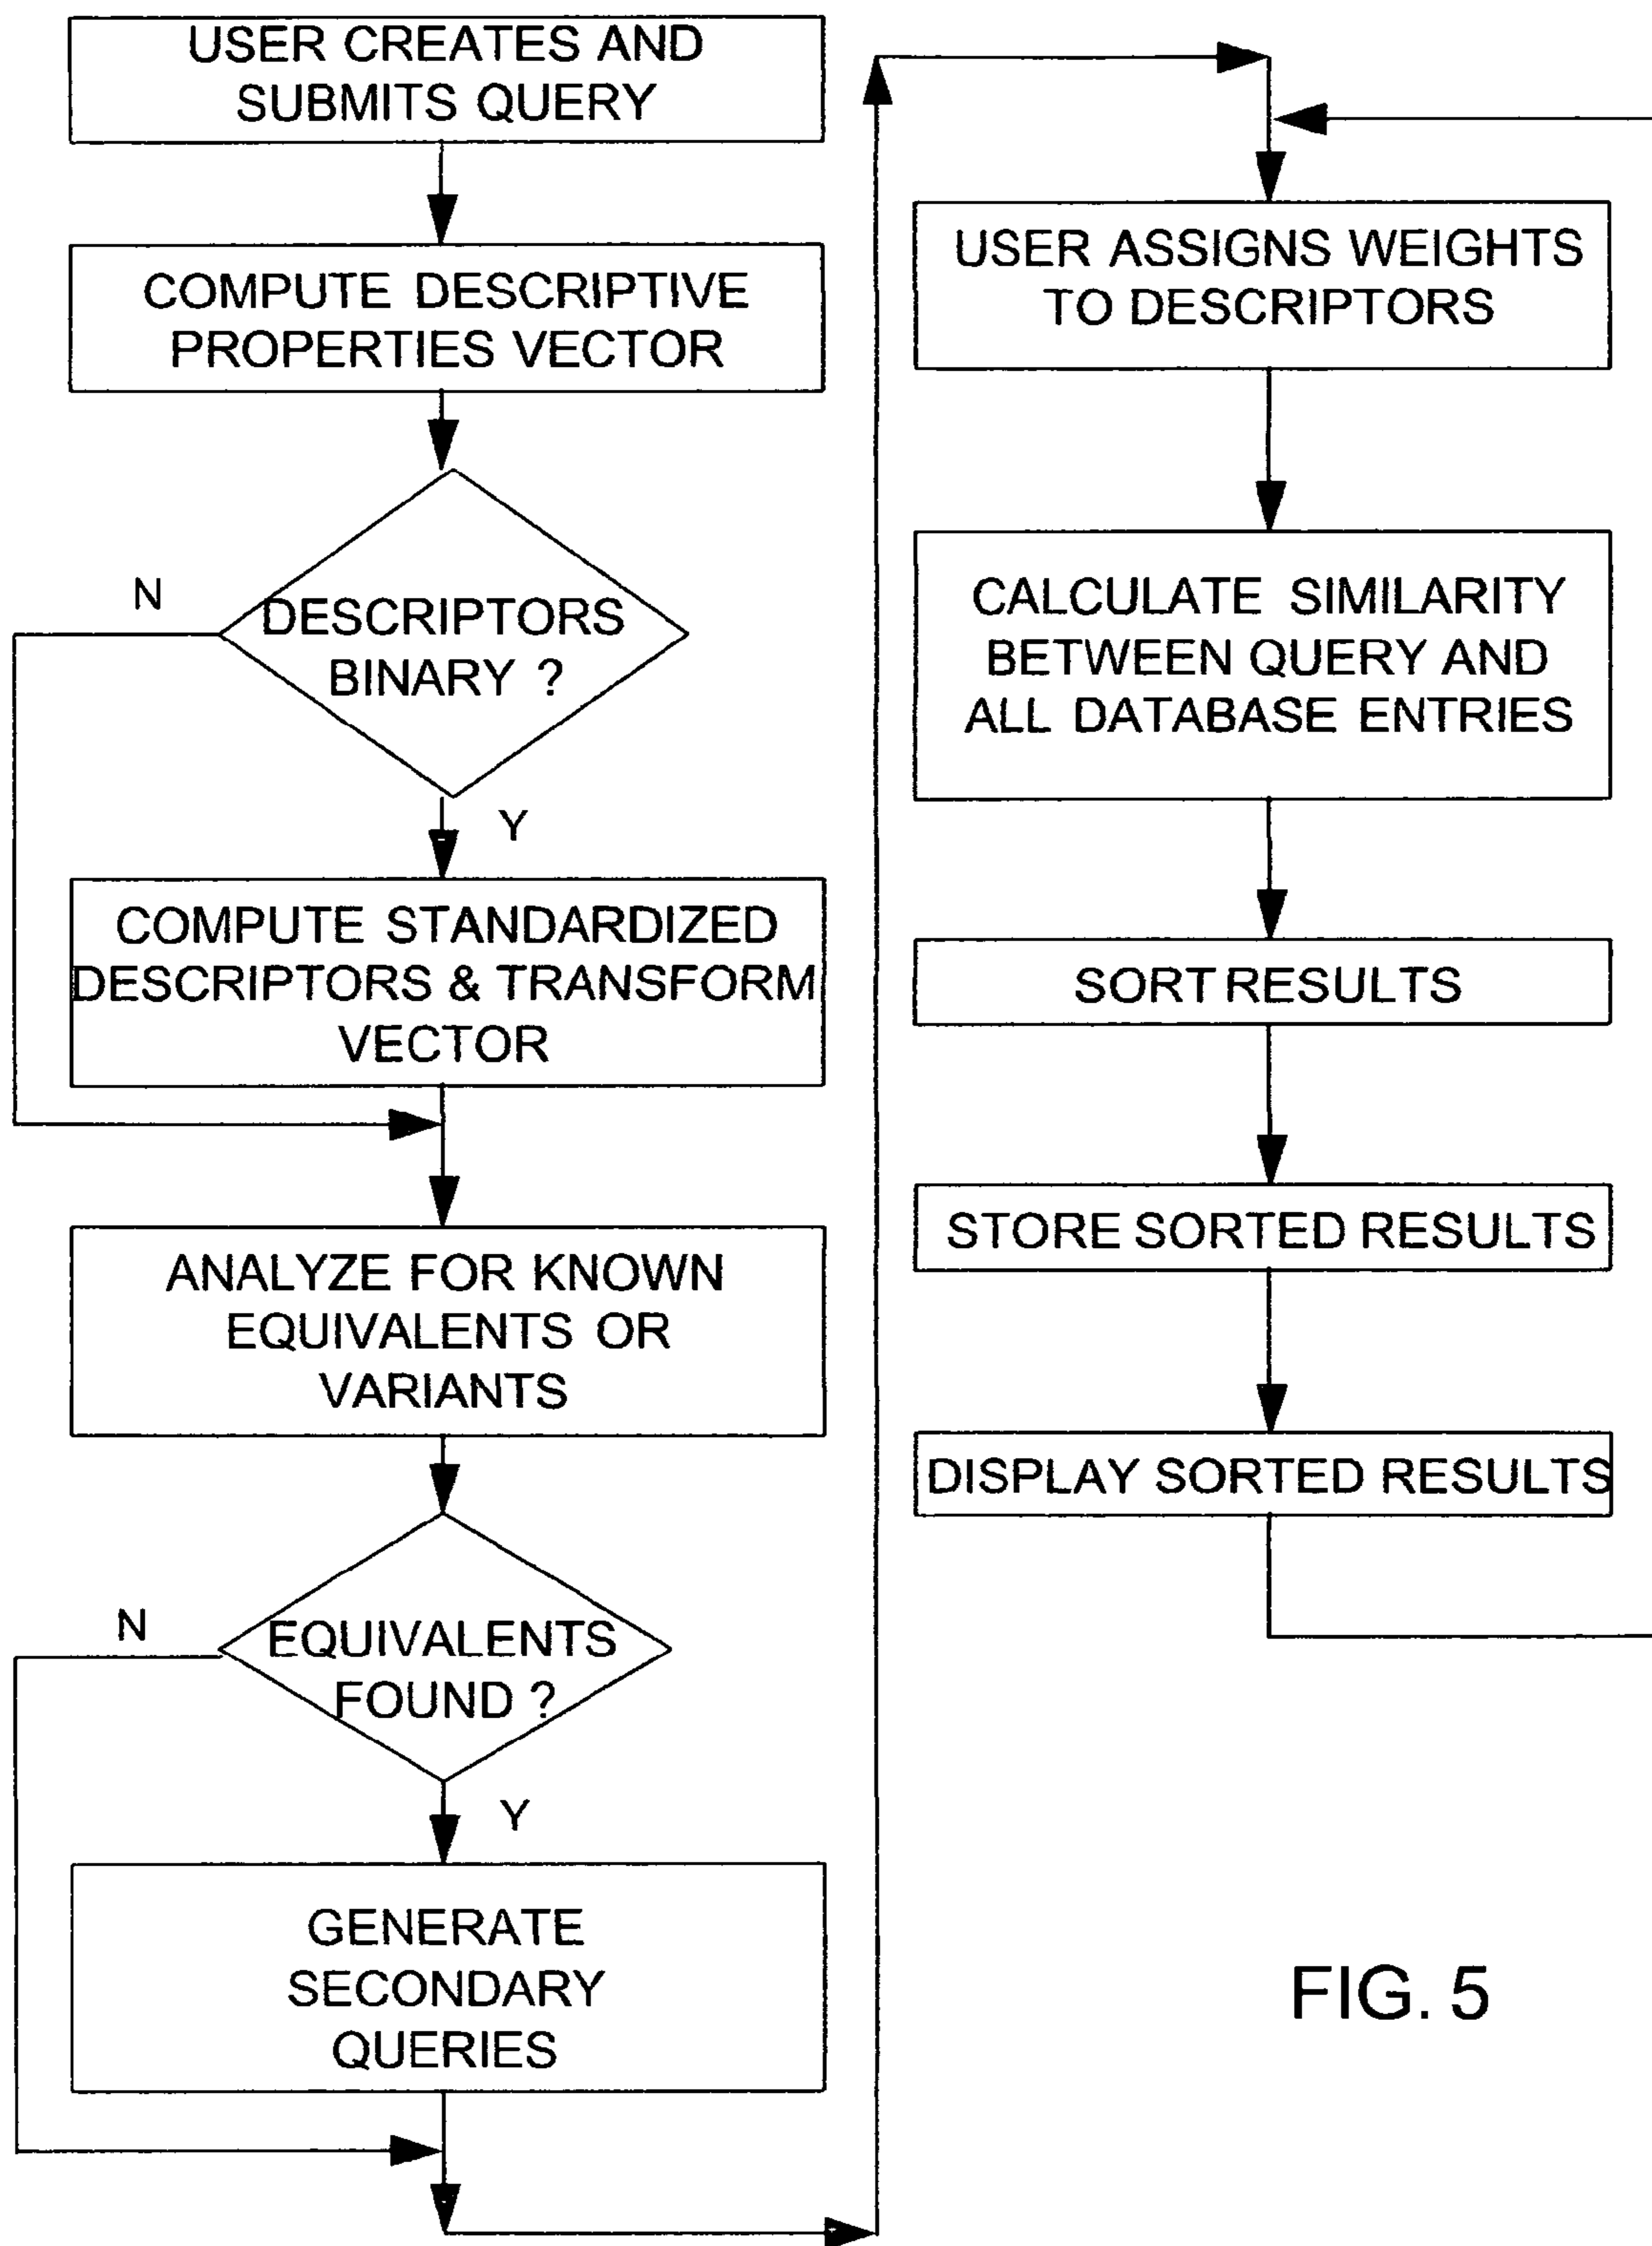 USER CREATES AND
SUBMITS QUERY
COMPUTE DESCRIPTIVE
PROPERTIES VECTOR
N
DESCRIPTORS
BINARY ?
Y
COMPUTE STANDARDIZED
DESCRIPTORS & TRANSFORM
VECTOR
ANALYZE FOR KNOWN
EQUIVALENTS OR
VARIANTS
N
EQUIVALENTS
FOUND ?
Y
GENERATE
SECONDARY
QUERIES
USER ASSIGNS WEIGHTS
TO DESCRIPTORS
CALCULATE SIMILARITY
BETWEEN QUERY AND
ALL DATABASE ENTRIES
SORT RESULTS
STORE SORTED RESULTS
DISPLAY SORTED RESULTS
FIG. 5